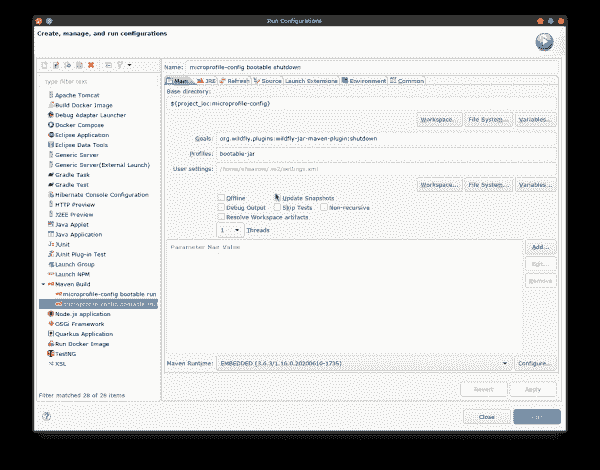 Run Configurations
Create, manage, and run configurations
type filter text
Apache Tomcat
Build Docker Image
Debug Adapter Launcher
Docker Compose
Eclipse Application
Eclipse Data Tools
Generic Server
Generic Server(External Launch)
Gradle Task
Gradle Test
Hibernate Console Configuration
HTTP Preview
J2EE Preview
Java Applet
Java Application
JUnit
JUnit Plug-in Test
Launch Group
Launch NPM
Maven Build
microprofile-config bootable run
microprofile-config bootable
Node.js application
OSGi Framework
Quarkus Application
Run Docker Image
TestNG
XSL
Filter matched 28 of 28 items
Name: microprofile-config bootable shutdown
Main JRE Refresh Source Launch Extensions Environment Common
Base directory:
${project_loc:microprofile-config}
Workspace... File System... Variables...
Goals: org.wildfly.plugins:wildfly-jar-maven-plugin:shutdown
Profiles: bootable-jar
User settings:
Workspace... File System... Variables...
Offline Update Snapshots
Debug Output Skip Tests Non-recursive
Resolve Workspace artifacts
1 Threads
Parameter Name Value
Add...
Edit...
Remove
Maven Runtime: EMBEDDED (3.6.3/1.16.0.20200610-1735) Configure...
Revert Apply
Close Run